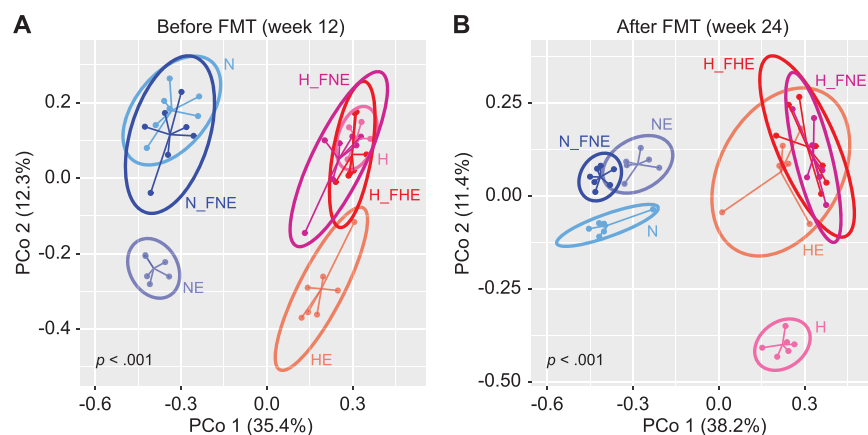 A
Before FMT (week 12)
N
H_FNE
H
H_FHE
N_FNE
NE
HE
p < .001
0.2
0.0
-0.2
-0.4
PCo 2 (12.3%)
-0.6
-0.3
0.0
0.3
PCo 1 (35.4%)
B
After FMT (week 24)
H_FHE
H_FNE
NE
N_FNE
N
HE
H
p < .001
0.25
0.00
-0.25
-0.50
PCo 2 (11.4%)
-0.6
-0.3
0.0
0.3
PCo 1 (38.2%)